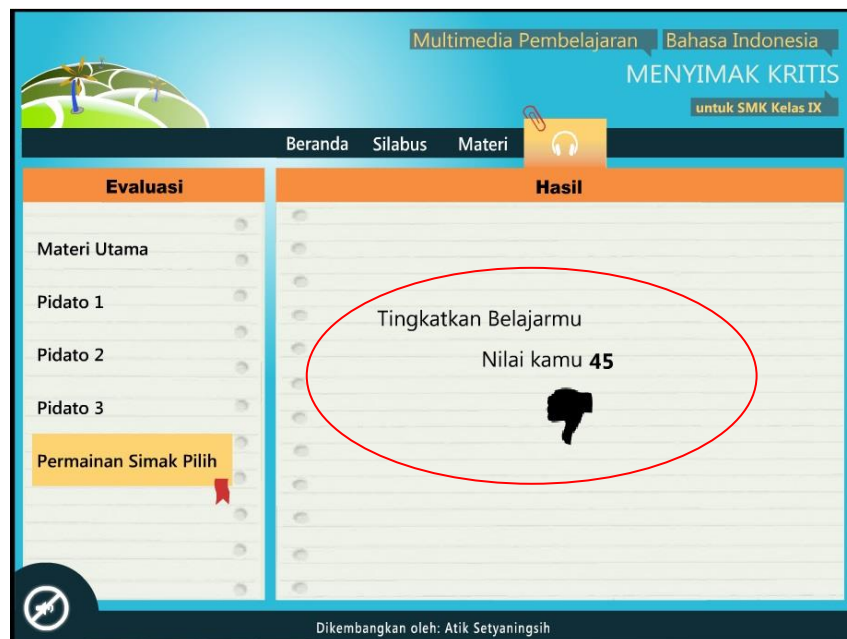 Multimedia Pembelajaran Bahasa Indonesia
MENYIMAK KRITIS
untuk SMK Kelas IX
Beranda Silabus Materi
Evaluasi
Materi Utama
Pidato 1
Pidato 2
Pidato 3
Permainan Simak Pilih
Hasil
Tingkatkan Belajarmu
Nilai kamu 45
Dikembangkan oleh: Atik Setyaningsih